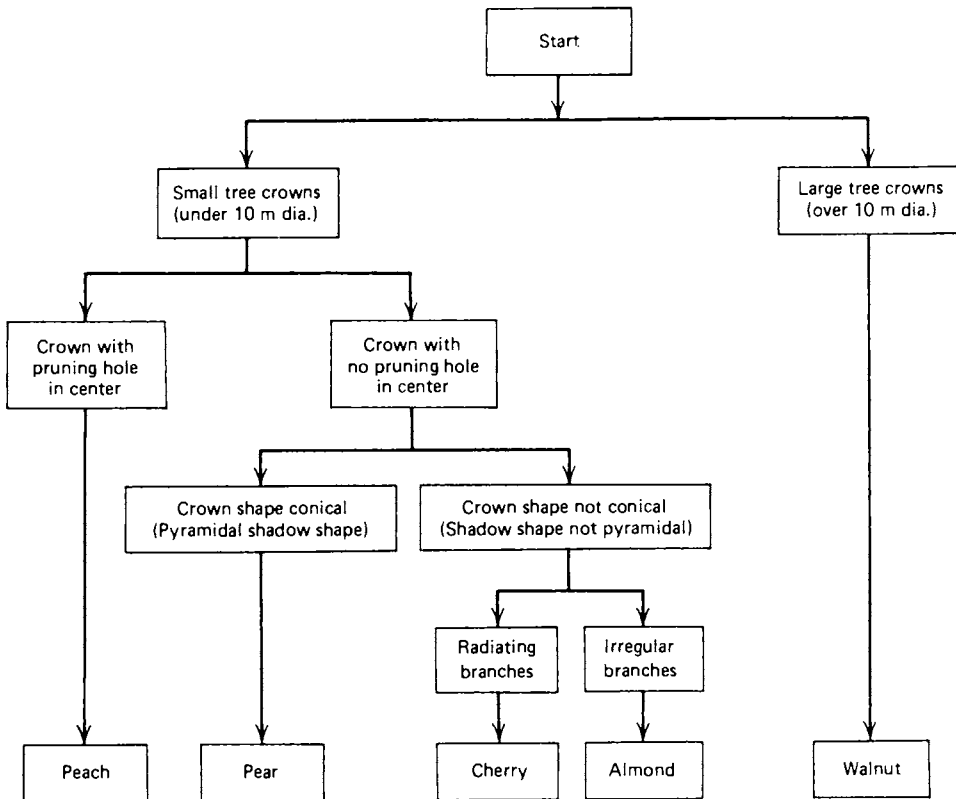 Start
Small tree crowns
(under 10 m dia.)
Large tree crowns
(over 10 m dia.)
Crown with
pruning hole
in center
Crown with
no pruning hole
in center
Crown shape conical
(Pyramidal shadow shape)
Crown shape not conical
(Shadow shape not pyramidal)
Radiating
branches
Irregular
branches
Peach
Pear
Cherry
Almond
Walnut